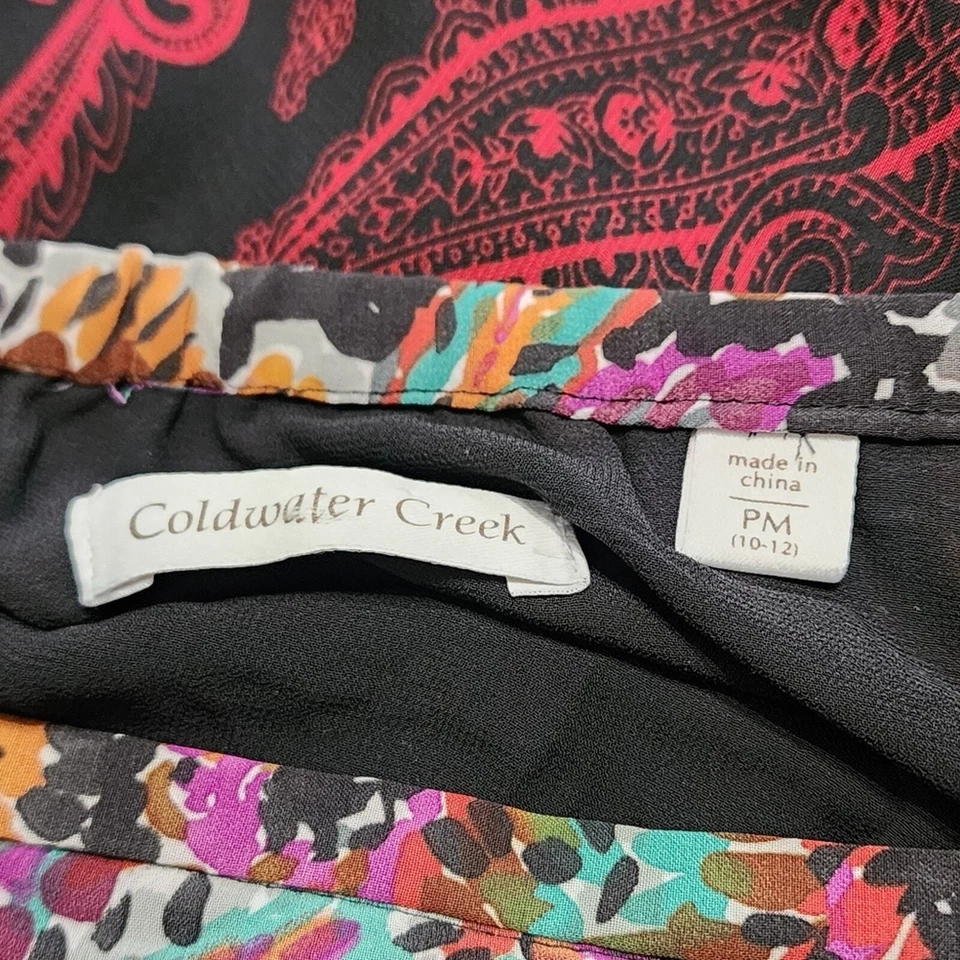 Coldwater Creek
made in
china
PM
(10-12)